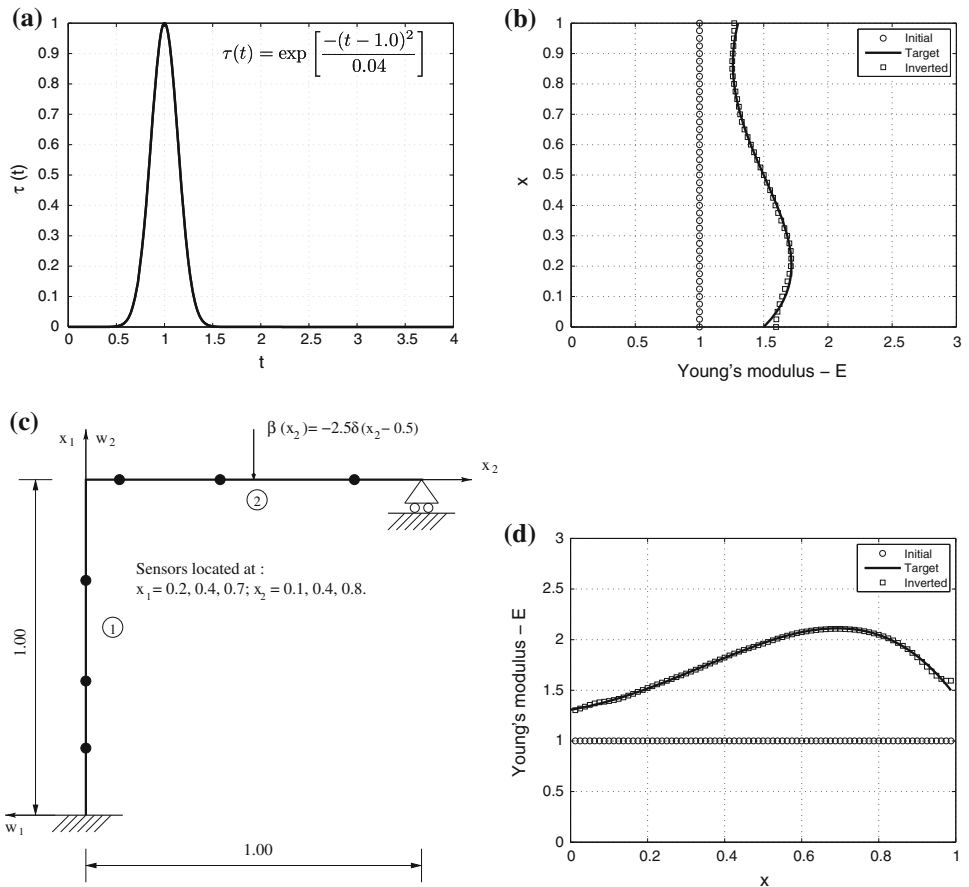 (a)
τ(t) = exp [ −(t − 1.0)² / 0.04 ]
1
0.9
0.8
0.7
0.6
0.5
0.4
0.3
0.2
0.1
0
τ (t)
0 0.5 1 1.5 2 2.5 3 3.5 4
t
(b)
Initial
Target
Inverted
1
0.9
0.8
0.7
0.6
0.5
0.4
0.3
0.2
0.1
0
x
0 0.5 1 1.5 2 2.5 3
Young's modulus − E
(c)
x₁ w₂
β (x₂)= −2.5δ(x₂− 0.5)
x₂
2
Sensors located at :
x₁= 0.2, 0.4, 0.7; x₂ = 0.1, 0.4, 0.8.
1
1.00
w₁
1.00
(d)
Initial
Target
Inverted
3
2.5
2
1.5
1
0.5
0
Young's modulus − E
0 0.2 0.4 0.6 0.8 1
x